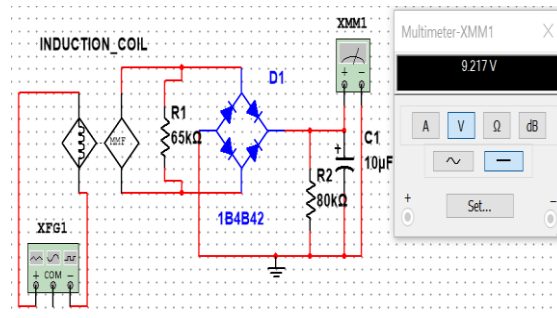 XMM1
INDUCTION_COIL
D1
R1
65kΩ
MMF
C1
10µF
R2
80kΩ
1B4B42
XFG1
+ COM −
+ −
Multimeter-XMM1 X
9.217 V
A V Ω dB
~ —
+ Set... −